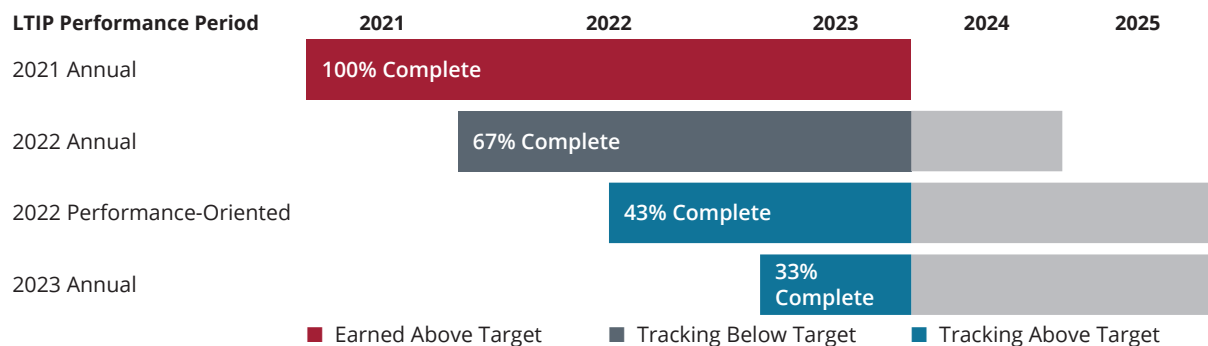 LTIP Performance Period 2021 2022 2023 2024 2025
2021 Annual 100% Complete
2022 Annual 67% Complete
2022 Performance-Oriented 43% Complete
2023 Annual 33%
Complete
Earned Above Target Tracking Below Target Tracking Above Target